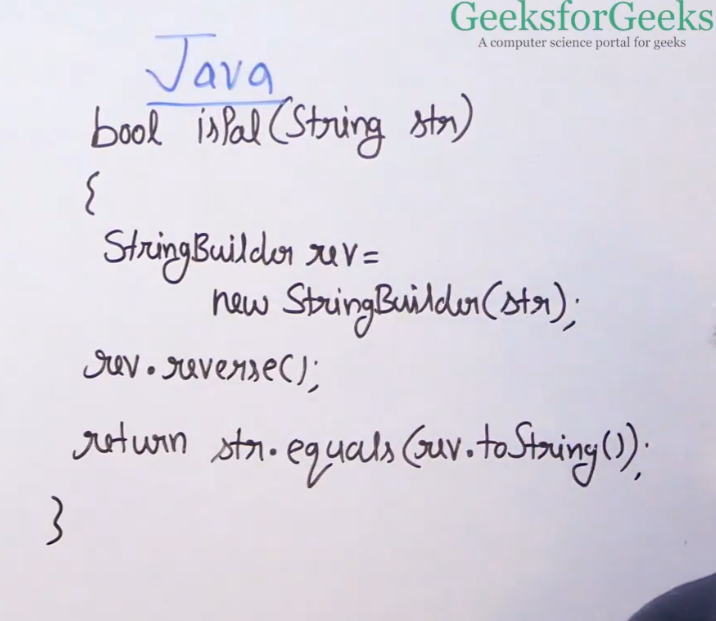 GeeksforGeeks
A computer science portal for geeks
Java
bool isPal(String str)
{
StringBuilder rev=
new StringBuilder(str);
rev.reverse();
return str.equals(rev.toString());
}